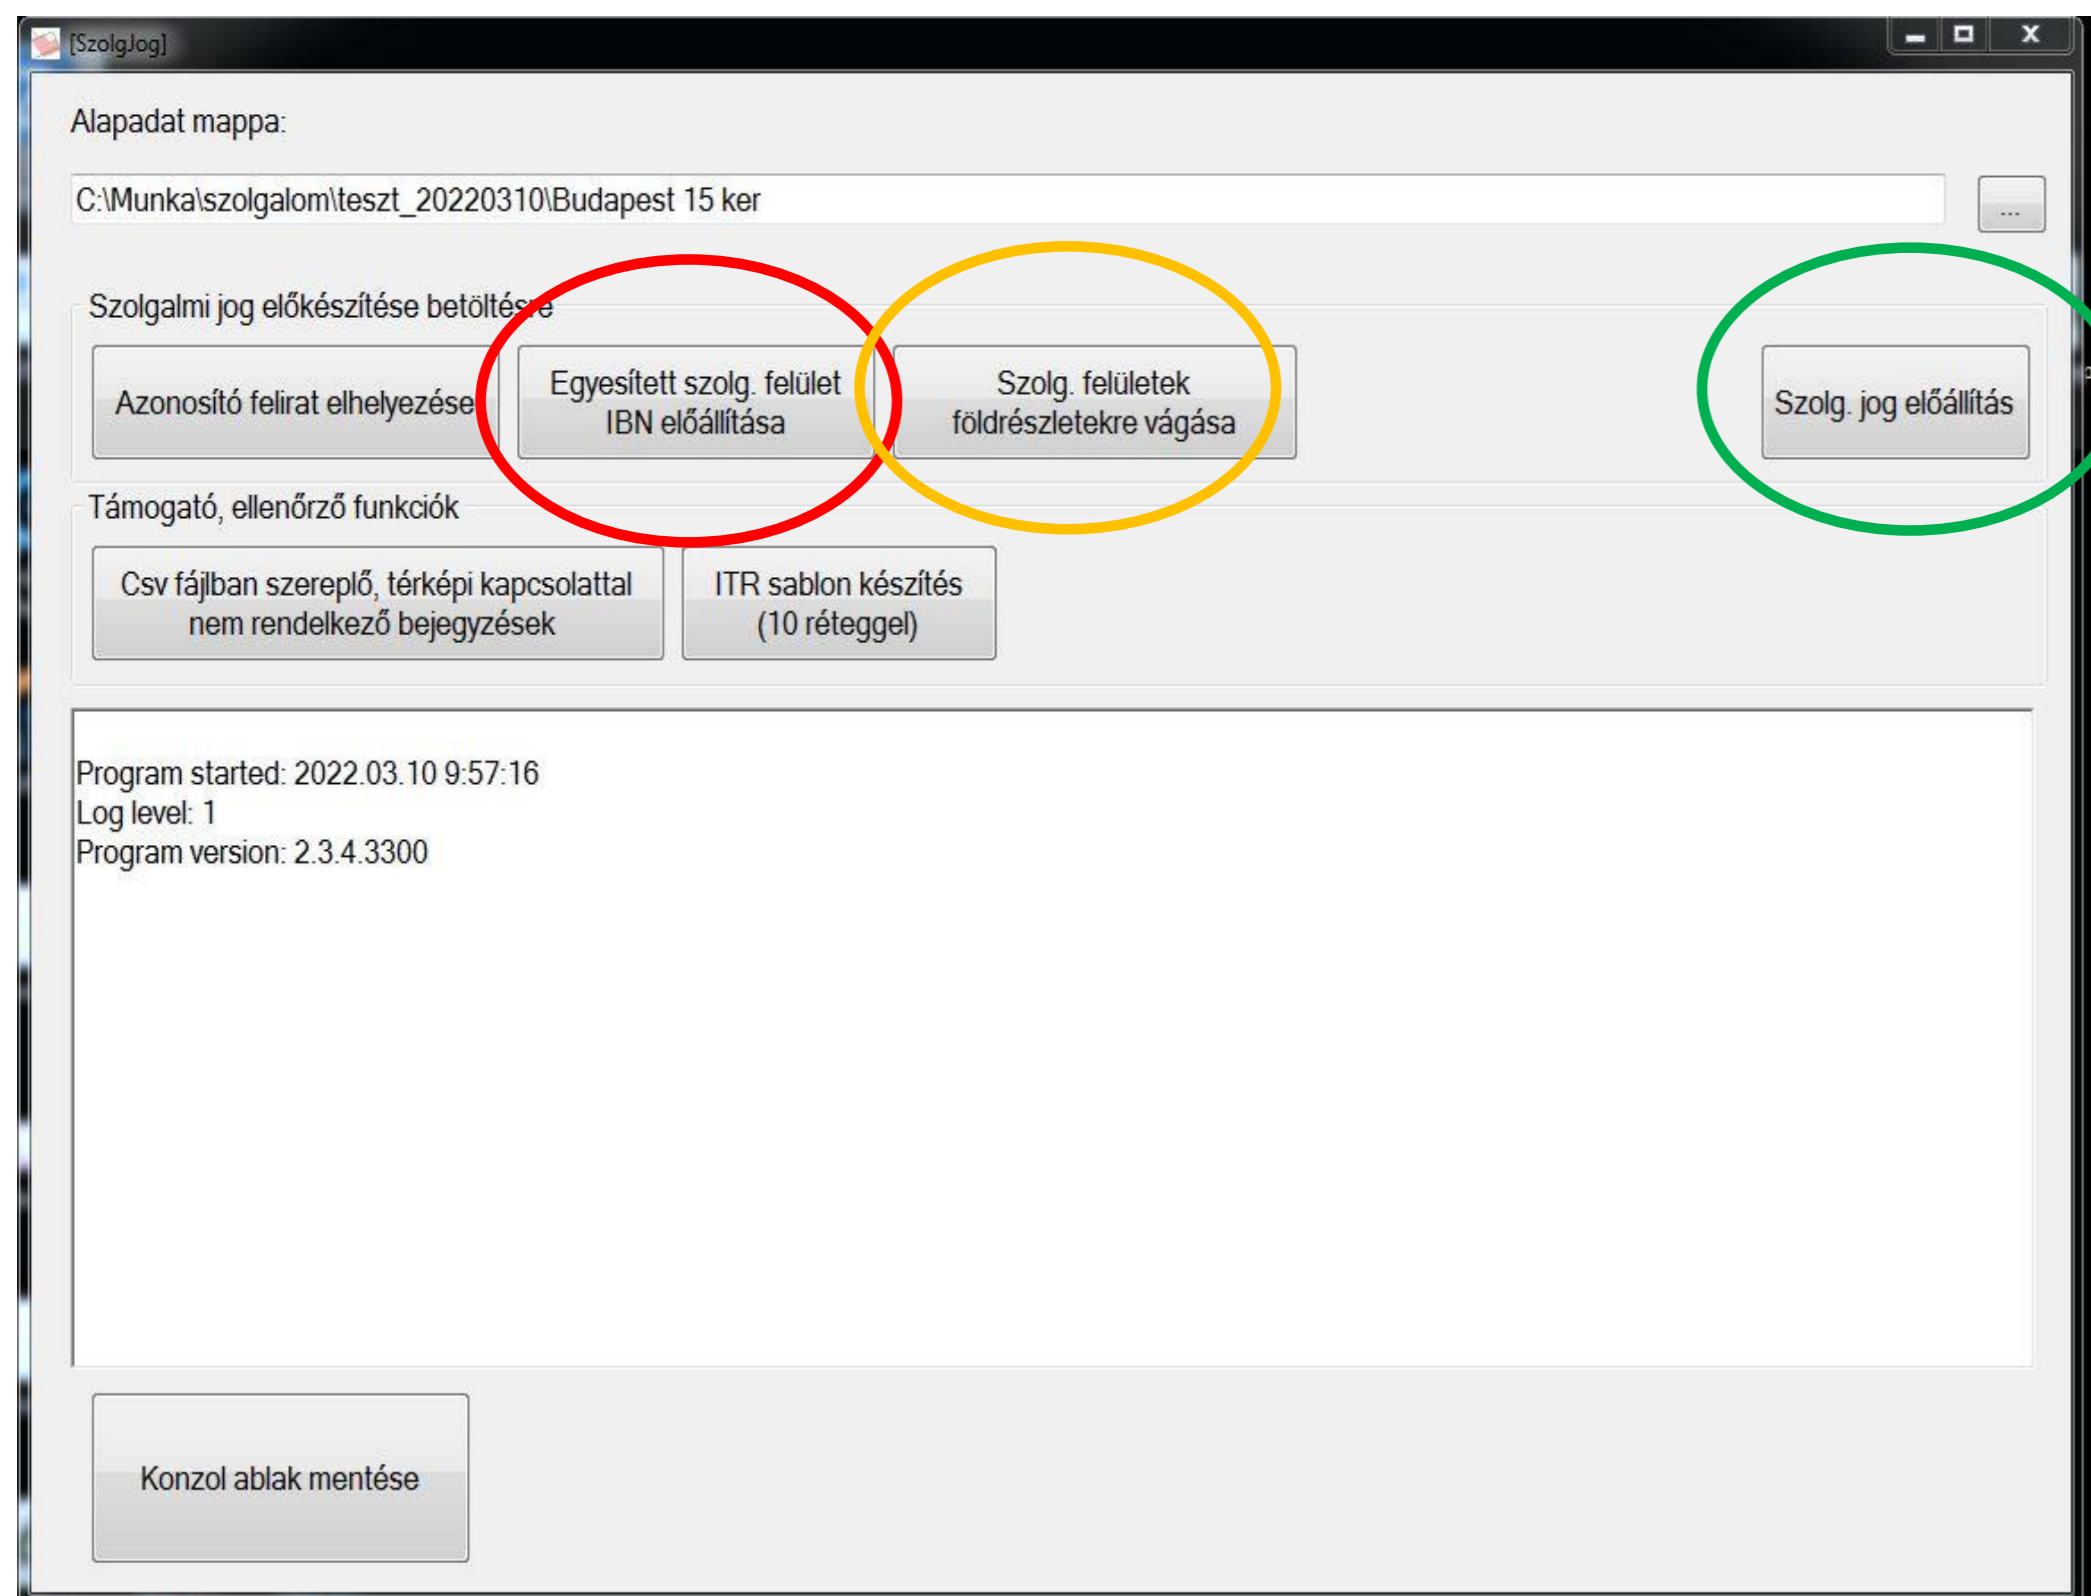 [SzolgJog]
Alapadat mappa:
C:\Munka\szolgalom\teszt_20220310\Budapest 15 ker
...
Szolgalmi jog előkészítése betöltésre
Azonosító felirat elhelyezése
Egyesített szolg. felület
IBN előállítása
Szolg. felületek
földrészletekre vágása
Szolg. jog előállítás
Támogató, ellenőrző funkciók
Csv fájlban szereplő, térképi kapcsolattal
nem rendelkező bejegyzések
ITR sablon készítés
(10 réteggel)
Program started: 2022.03.10 9:57:16
Log level: 1
Program version: 2.3.4.3300
Konzol ablak mentése